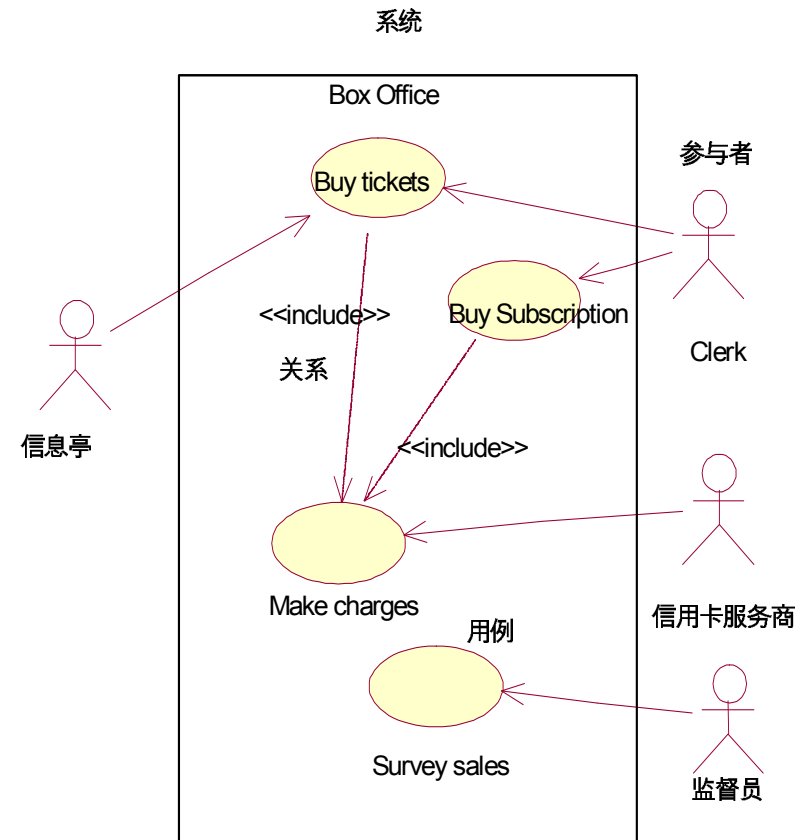 系统
Box Office
参与者
Buy tickets
<<include>>
Buy Subscription
关系
Clerk
信息亭
<<include>>
Make charges
信用卡服务商
用例
Survey sales
监督员